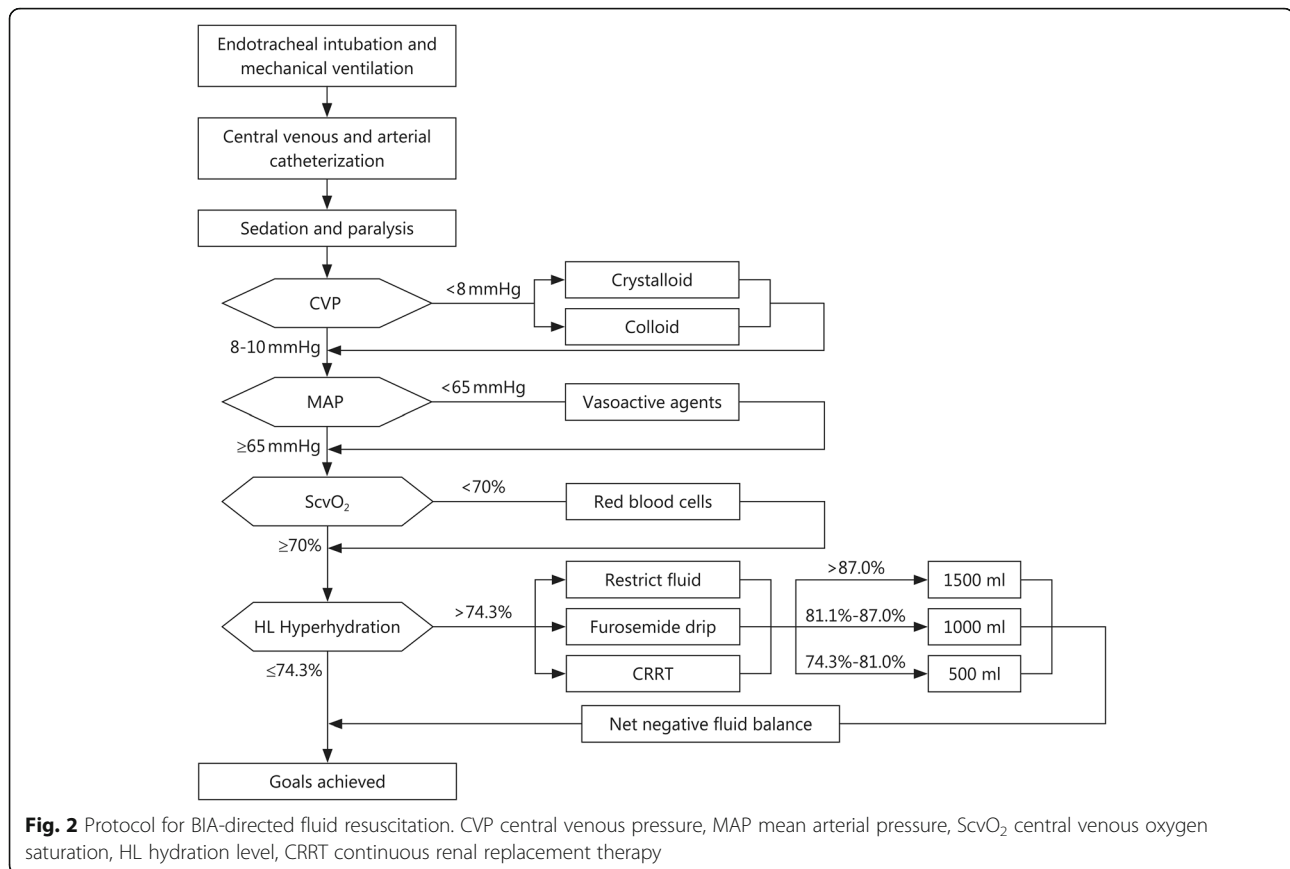 Endotracheal intubation and
mechanical ventilation
Central venous and arterial
catheterization
Sedation and paralysis
CVP
<8 mmHg
Crystalloid
Colloid
8-10 mmHg
MAP
<65 mmHg
Vasoactive agents
≥65 mmHg
ScvO₂
<70%
Red blood cells
≥70%
HL Hyperhydration
>74.3%
Restrict fluid
Furosemide drip
CRRT
>87.0%
1500 ml
81.1%-87.0%
1000 ml
74.3%-81.0%
500 ml
≤74.3%
Net negative fluid balance
Goals achieved
Fig. 2 Protocol for BIA-directed fluid resuscitation. CVP central venous pressure, MAP mean arterial pressure, ScvO₂ central venous oxygen
saturation, HL hydration level, CRRT continuous renal replacement therapy